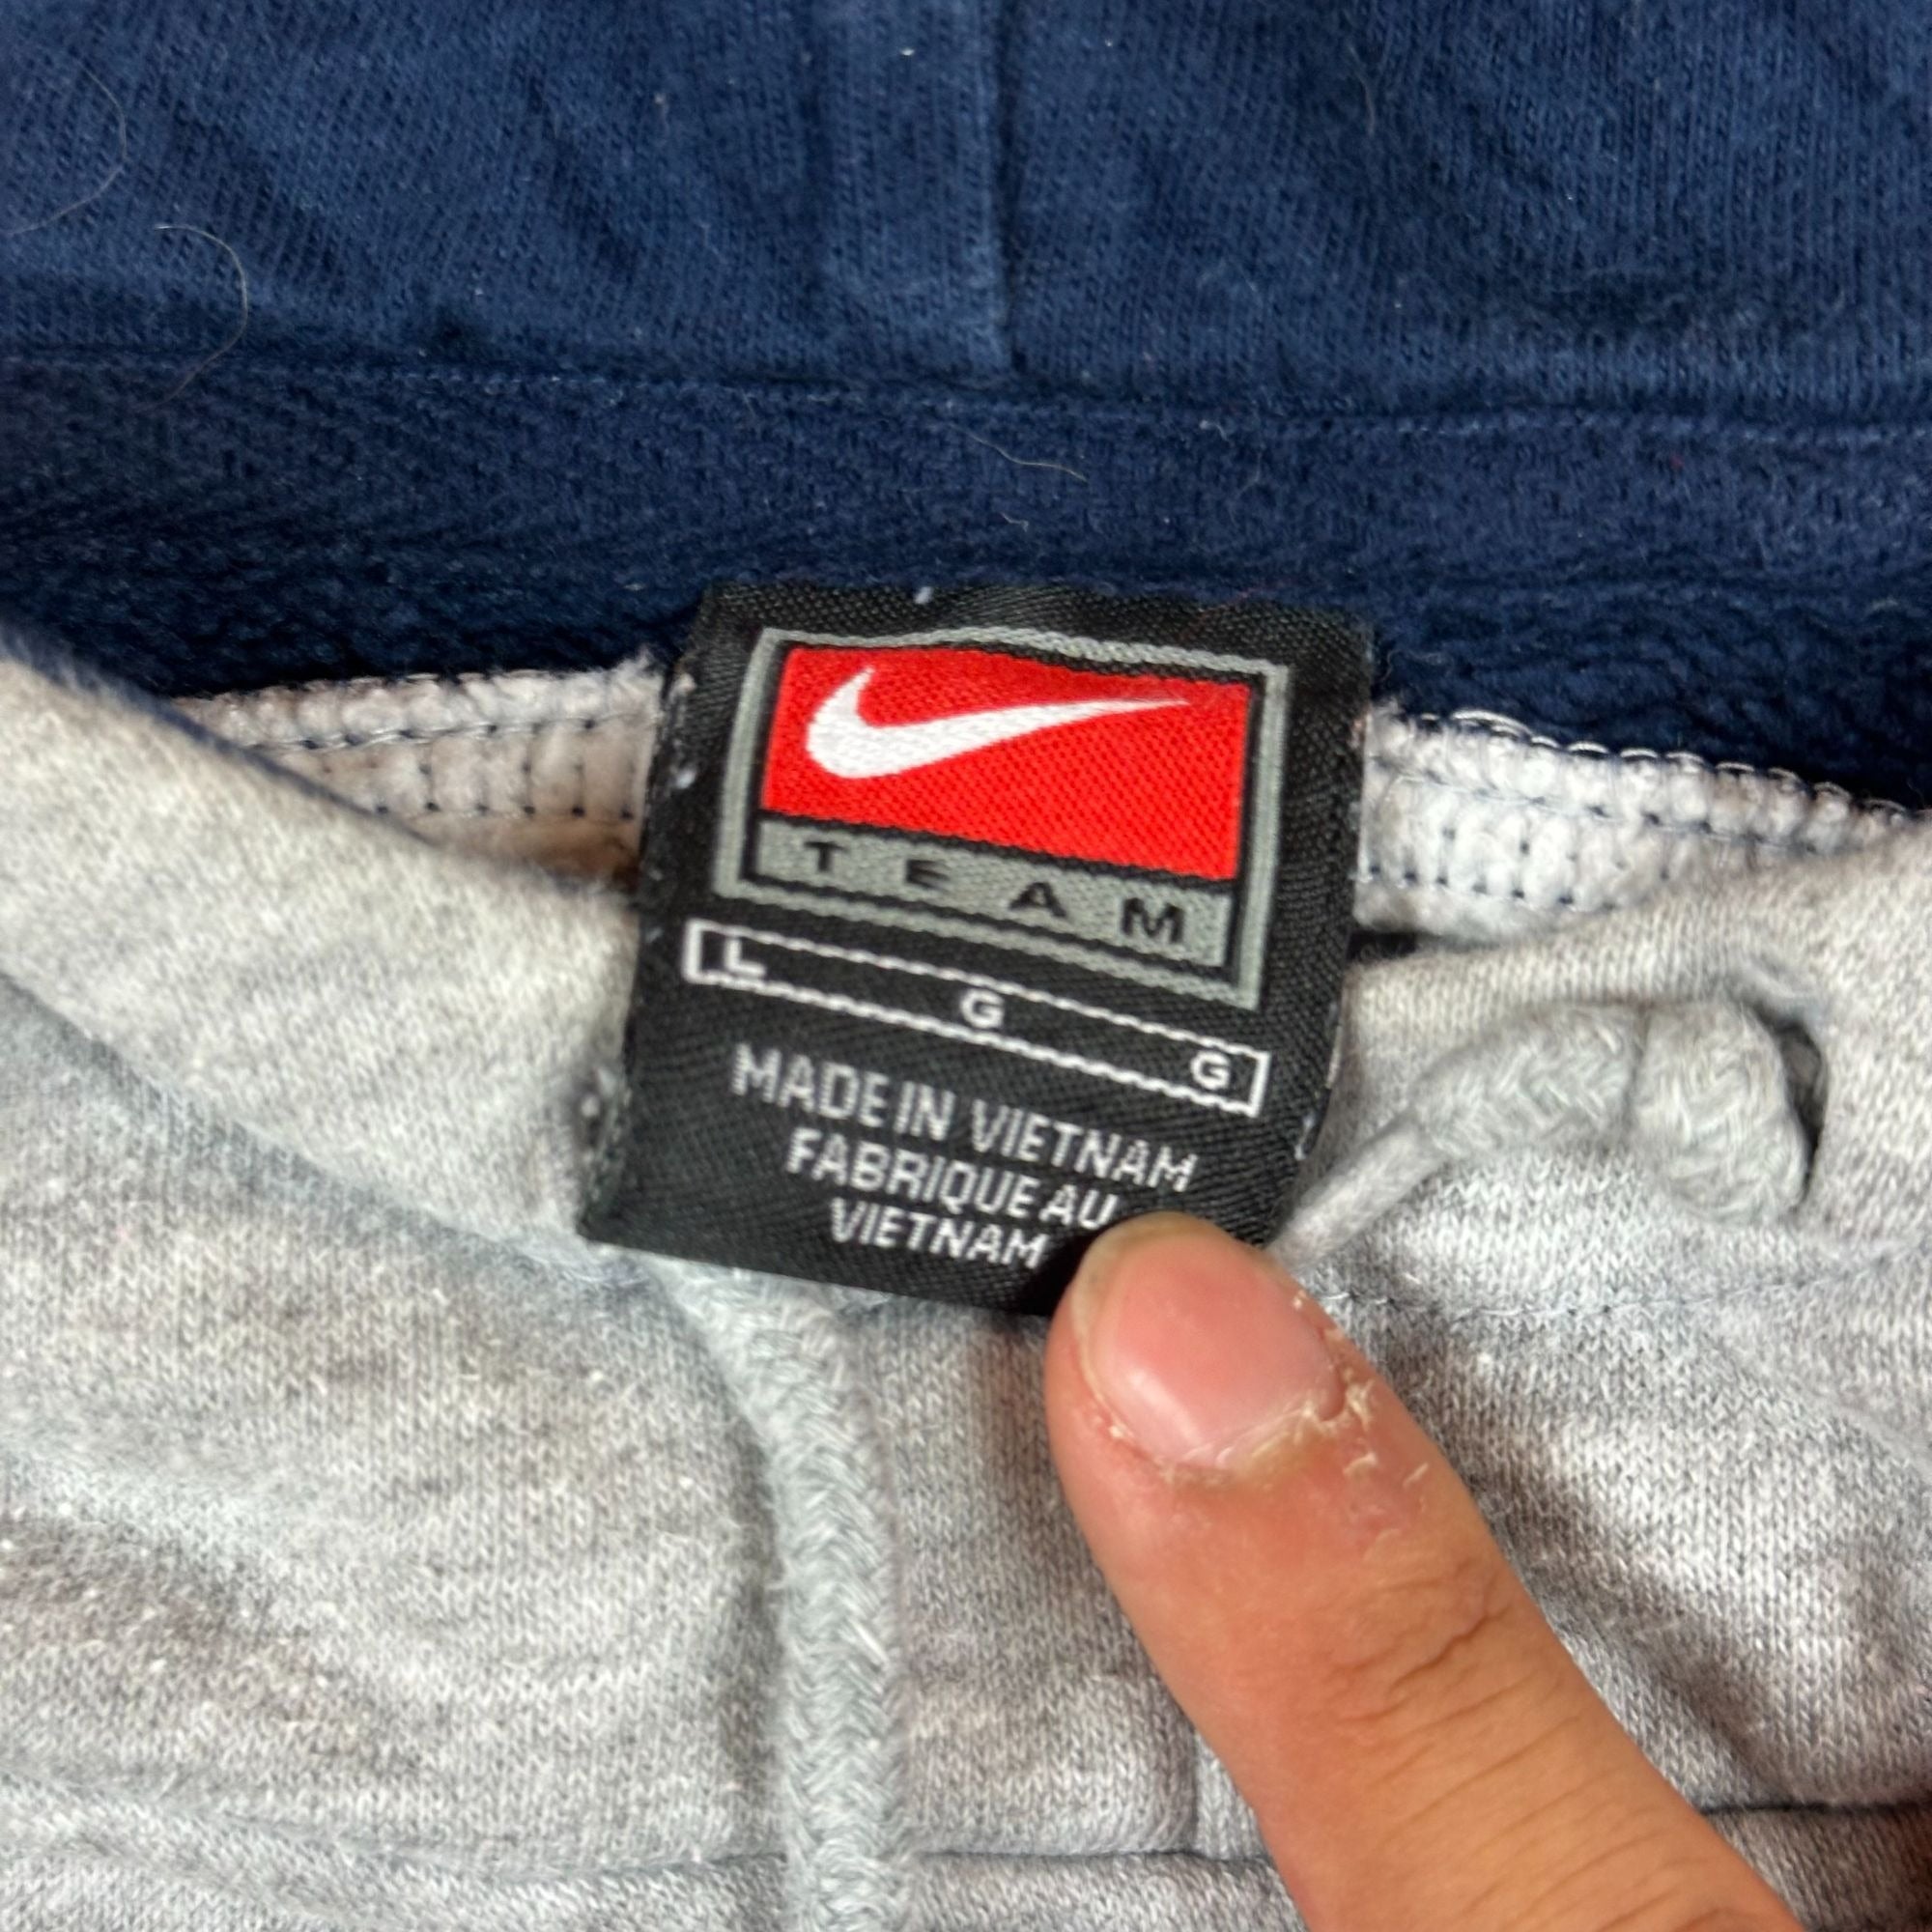 TEAM
L G G
MADE IN VIETNAM
FABRIQUE AU
VIETNAM